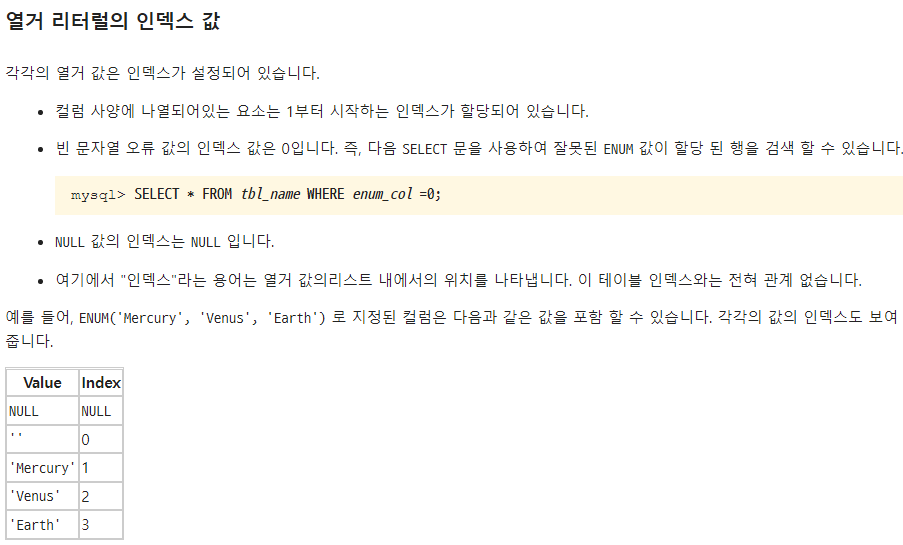 열거 리터럴의 인덱스 값
각각의 열거 값은 인덱스가 설정되어 있습니다.
• 컬럼 사양에 나열되어있는 요소는 1부터 시작하는 인덱스가 할당되어 있습니다.
• 빈 문자열 오류 값의 인덱스 값은 0입니다. 즉, 다음 SELECT 문을 사용하여 잘못된 ENUM 값이 할당 된 행을 검색 할 수 있습니다.
mysql> SELECT * FROM tbl_name WHERE enum_col =0;
• NULL 값의 인덱스는 NULL 입니다.
• 여기에서 "인덱스"라는 용어는 열거 값의리스트 내에서의 위치를 나타냅니다. 이 테이블 인덱스와는 전혀 관계 없습니다.
예를 들어, ENUM('Mercury', 'Venus', 'Earth') 로 지정된 컬럼은 다음과 같은 값을 포함 할 수 있습니다. 각각의 값의 인덱스도 보여
줍니다.
Value Index
NULL NULL
'' 0
'Mercury' 1
'Venus' 2
'Earth' 3